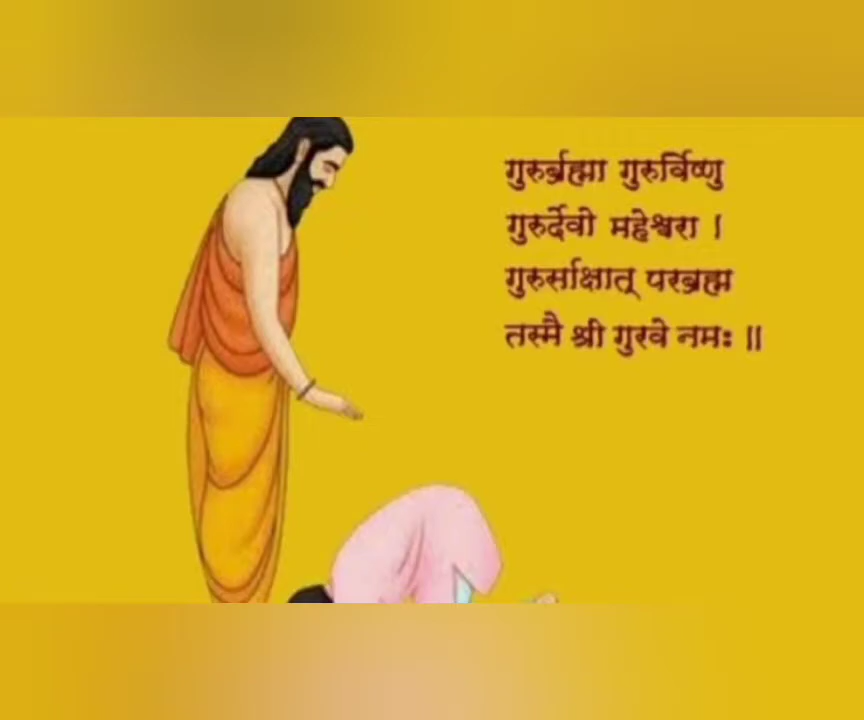 गुरुर्ब्रह्मा गुरुर्विष्णु
गुरुर्देवो महेश्वरा ।
गुरुर्साक्षात् परब्रह्म
तस्मै श्री गुरवे नमः ॥